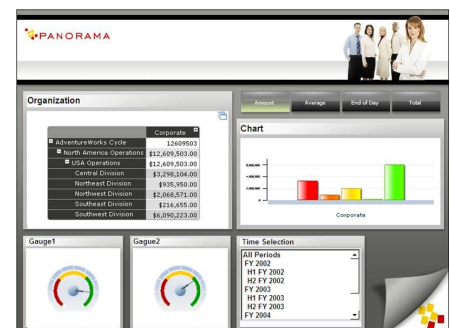 PANORAMA
Organization
Amount
Average
End of Day
Total
Corporate
AdventureWorks Cycle 12609503
North America Operations $12,609,503.00
USA Operations $12,609,503.00
Central Division $3,298,104.00
Northeast Division $935,950.00
Northwest Division $2,068,571.00
Southeast Division $216,655.00
Southwest Division $6,090,223.00
Chart
Corporate
Gauge1
Gague2
Time Selection
All Periods
FY 2002
H1 FY 2002
H2 FY 2002
FY 2003
H1 FY 2003
H2 FY 2003
FY 2004